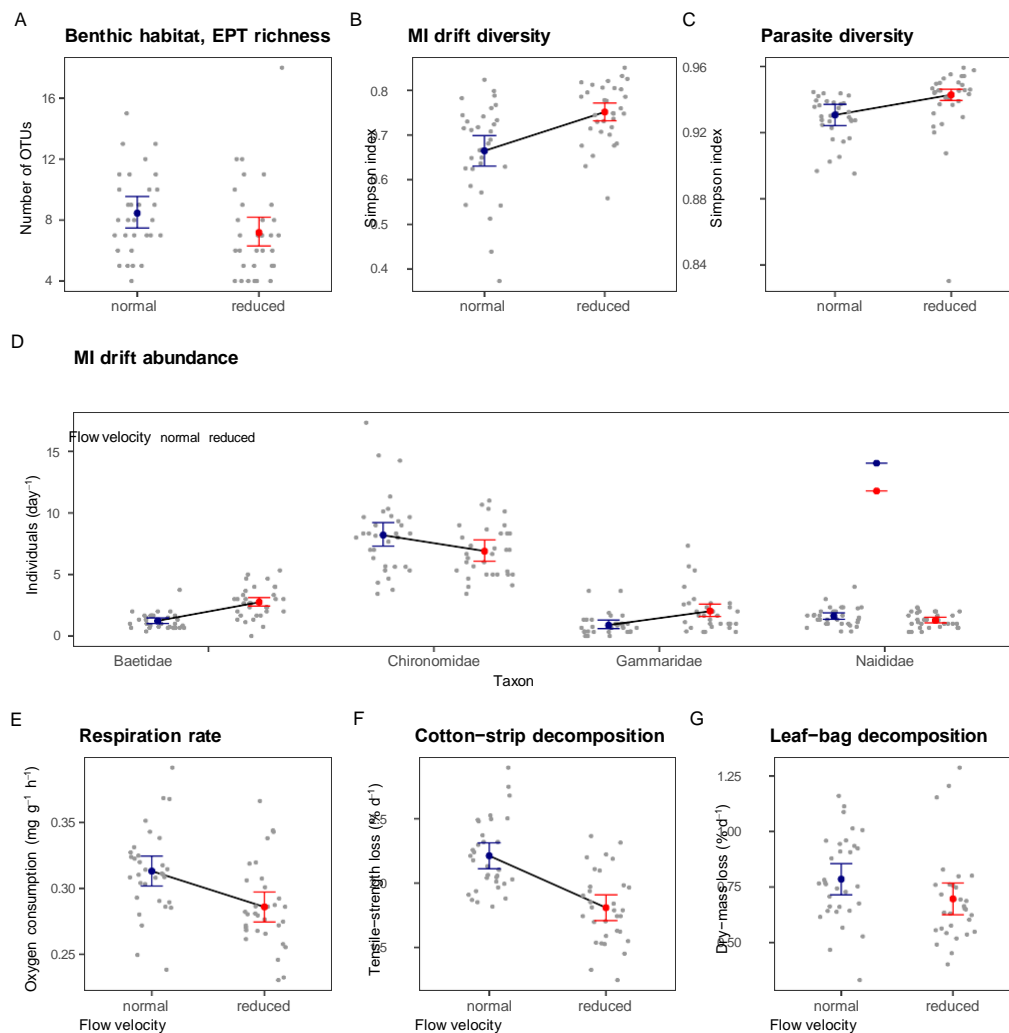 A
Benthic habitat, EPT richness
Number of OTUs
16
12
8
4
normal reduced
B
MI drift diversity
Simpson index
0.8
0.7
0.6
0.5
0.4
normal reduced
C
Parasite diversity
Simpson index
0.96
0.92
0.88
0.84
normal reduced
D
MI drift abundance
Flow velocity normal reduced
Individuals (day⁻¹)
15
10
5
0
Baetidae Chironomidae Gammaridae Naididae
Taxon
E
Respiration rate
Oxygen consumption (mg g⁻¹ h⁻¹)
0.35
0.30
0.25
normal reduced
Flow velocity
F
Cotton−strip decomposition
Tensile−strength loss (% d⁻¹)
normal reduced
Flow velocity
G
Leaf−bag decomposition
Dry−mass loss (% d⁻¹)
1.25
1.00
0.75
0.50
normal reduced
Flow velocity